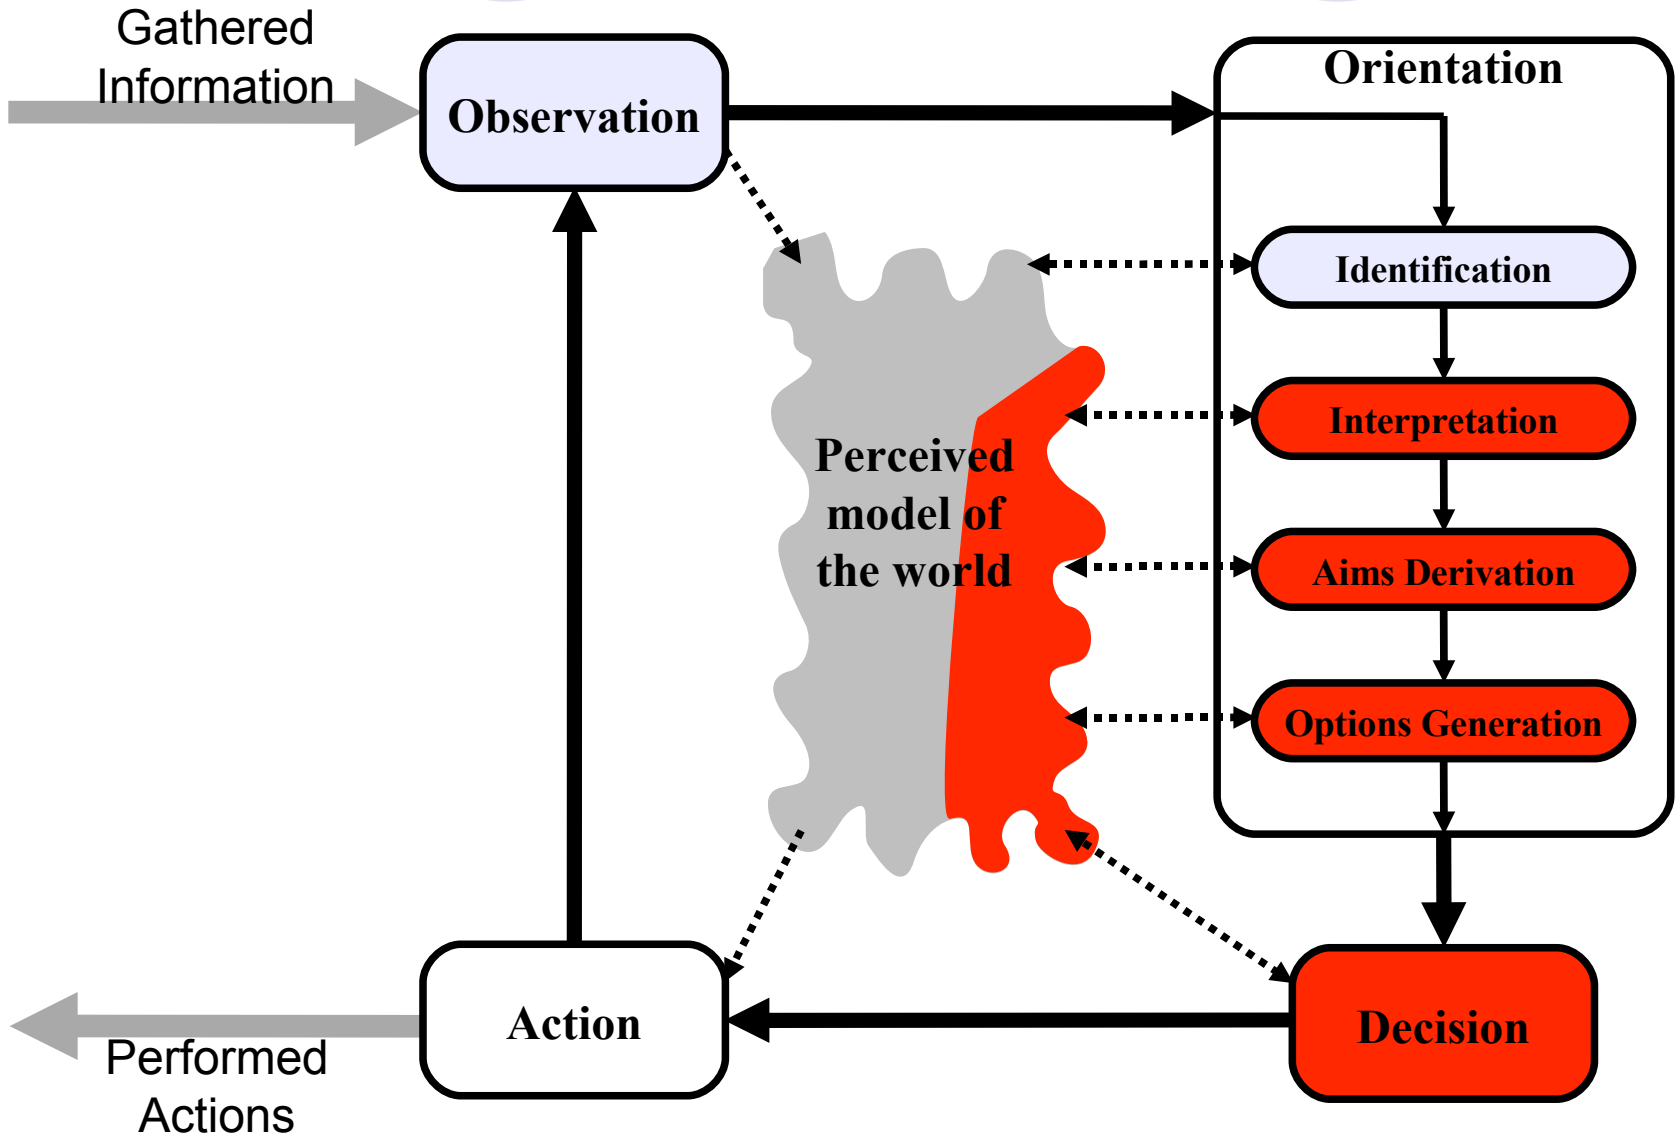 Gathered
Information
Observation
Orientation
Identification
Interpretation
Perceived
model of
the world
Aims Derivation
Options Generation
Action
Decision
Performed
Actions